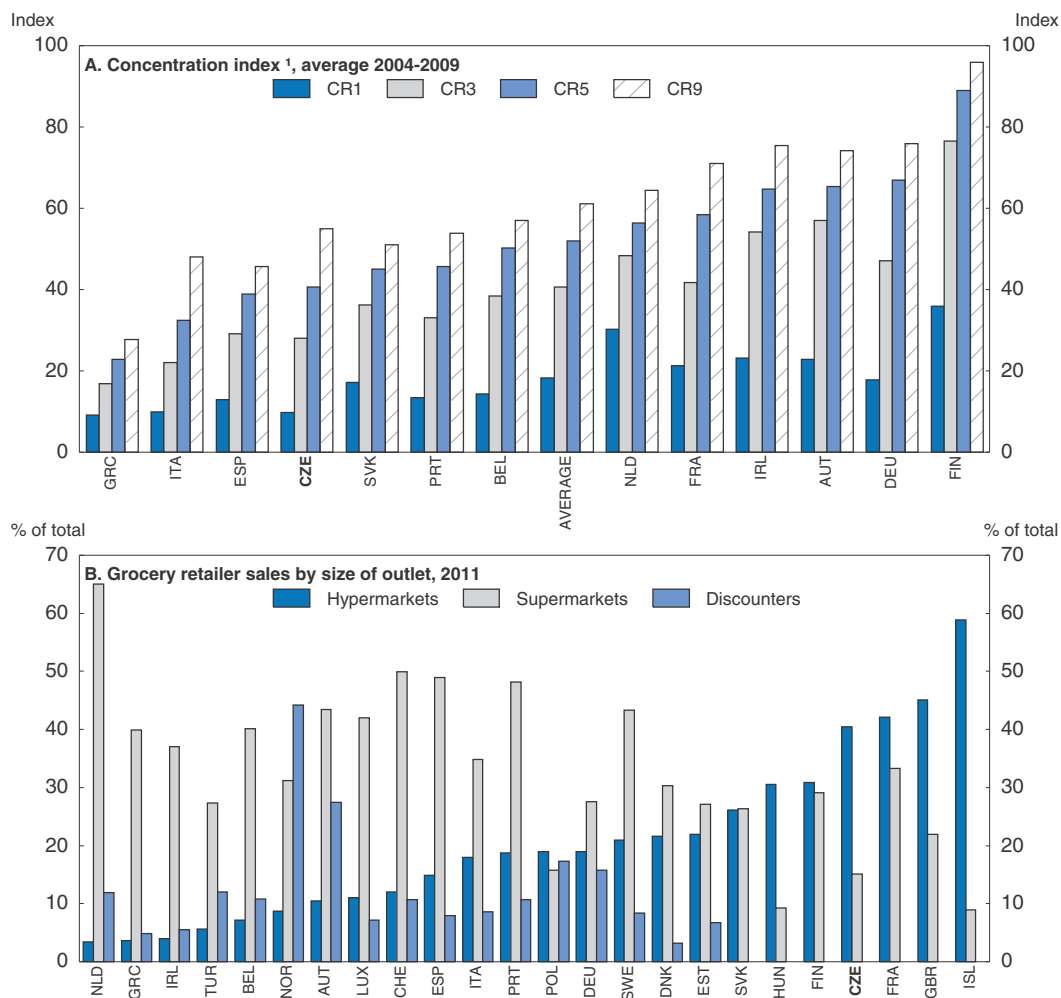 Index Index
A. Concentration index ¹, average 2004-2009
CR1 CR3 CR5 CR9
100 100
80 80
60 60
40 40
20 20
0 0
GRC ITA ESP CZE SVK PRT BEL AVERAGE NLD FRA IRL AUT DEU FIN
% of total % of total
B. Grocery retailer sales by size of outlet, 2011
Hypermarkets Supermarkets Discounters
70 70
60 60
50 50
40 40
30 30
20 20
10 10
0 0
NLD GRC IRL TUR BEL NOR AUT LUX CHE ESP ITA PRT POL DEU SWE DNK EST SVK HUN FIN CZE FRA GBR ISL